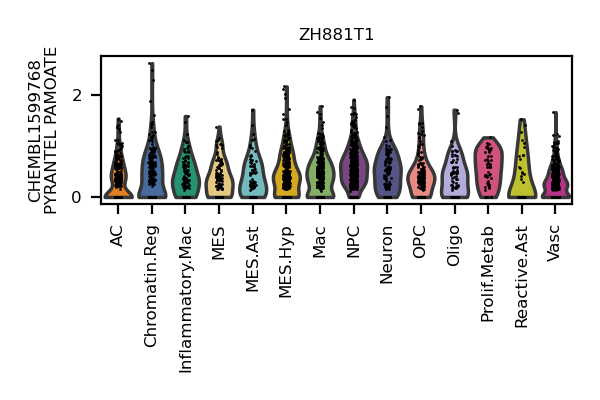 ZH881T1
CHEMBL1599768
PYRANTEL PAMOATE
2
0
AC
Chromatin.Reg
Inflammatory.Mac
MES
MES.Ast
MES.Hyp
Mac
NPC
Neuron
OPC
Oligo
Prolif.Metab
Reactive.Ast
Vasc